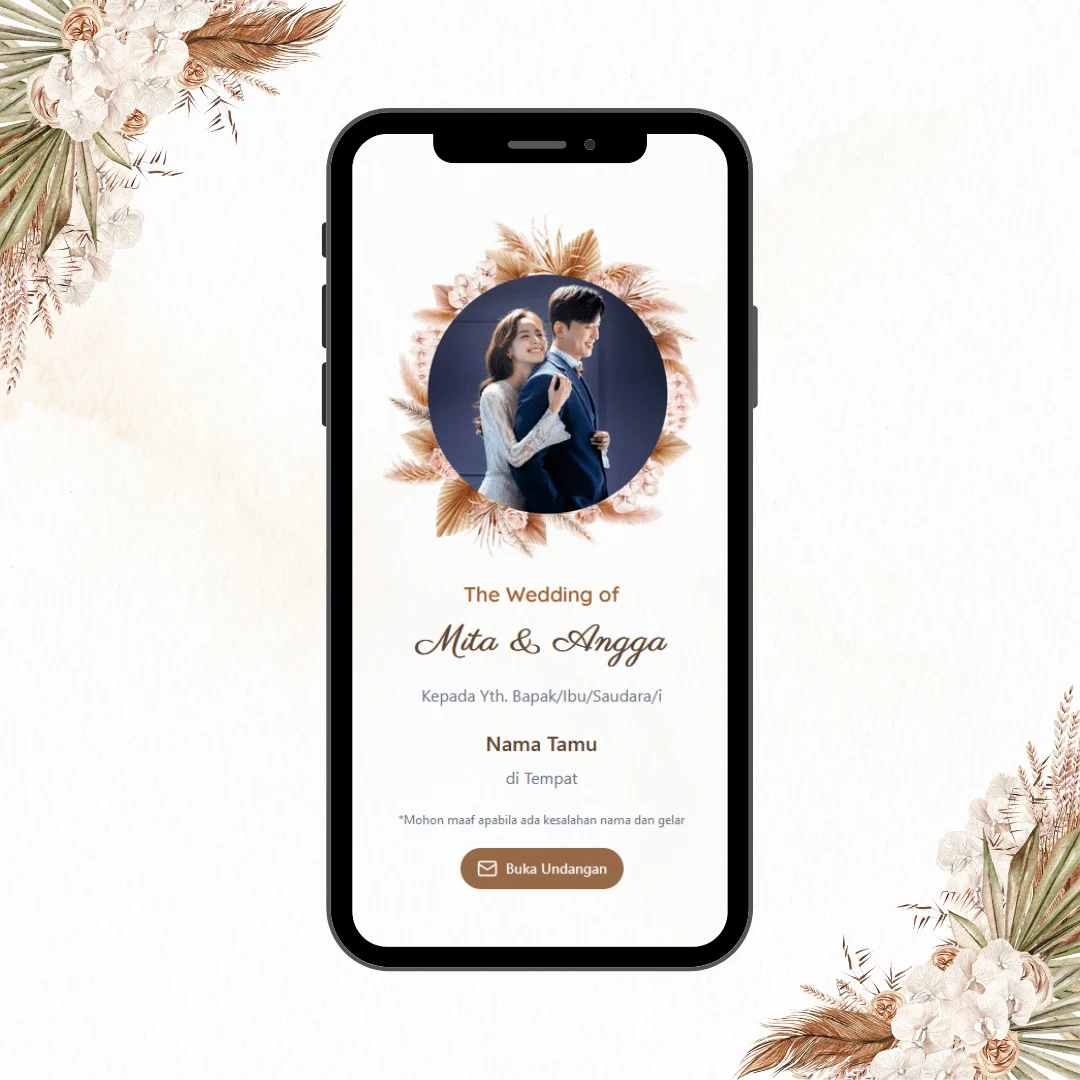 The Wedding of
Mita & Angga
Kepada Yth. Bapak/Ibu/Saudara/i
Nama Tamu
di Tempat
*Mohon maaf apabila ada kesalahan nama dan gelar
Buka Undangan